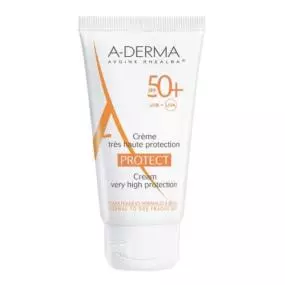 A-DERMA
AVOINE RHEALBA®
SPF 50+
UVB + UVA
Crème
très haute protection
PROTECT
Cream
very high protection